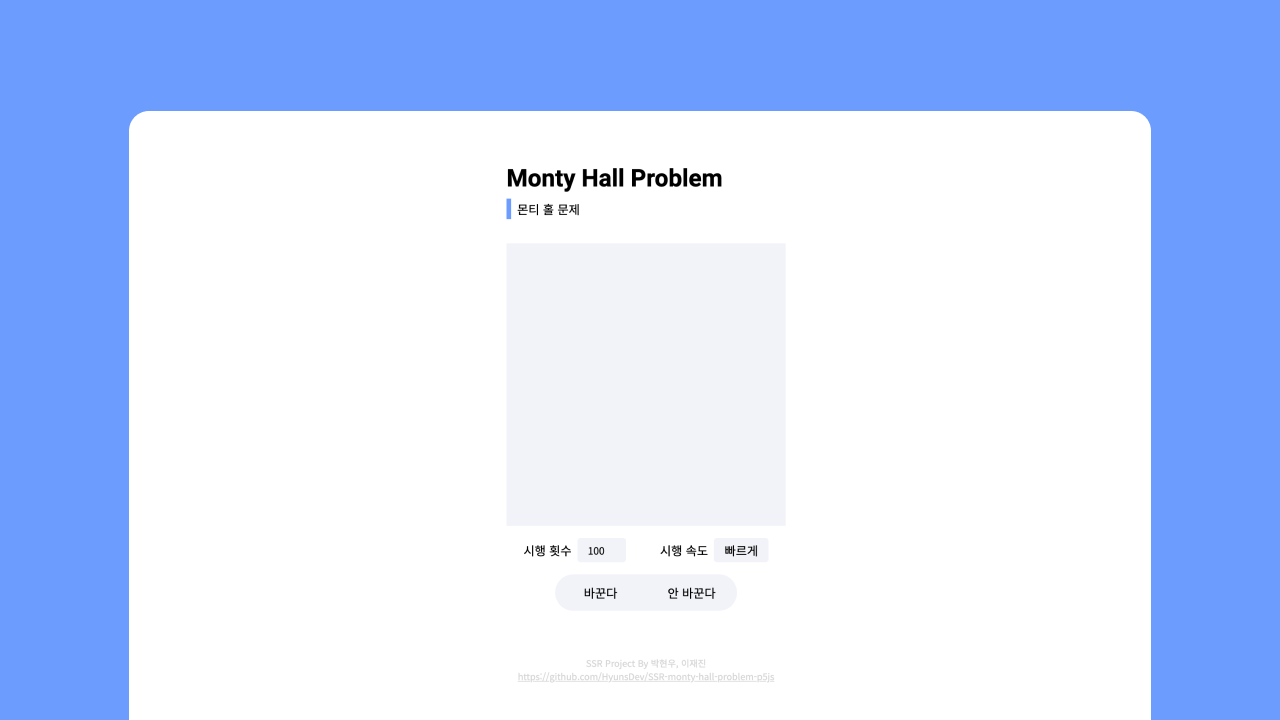 Monty Hall Problem
몬티 홀 문제
시행 횟수 100 시행 속도 빠르게
바꾼다 안 바꾼다
SSR Project By 박현우, 이재진
https://github.com/HyunsDev/SSR-monty-hall-problem-p5js